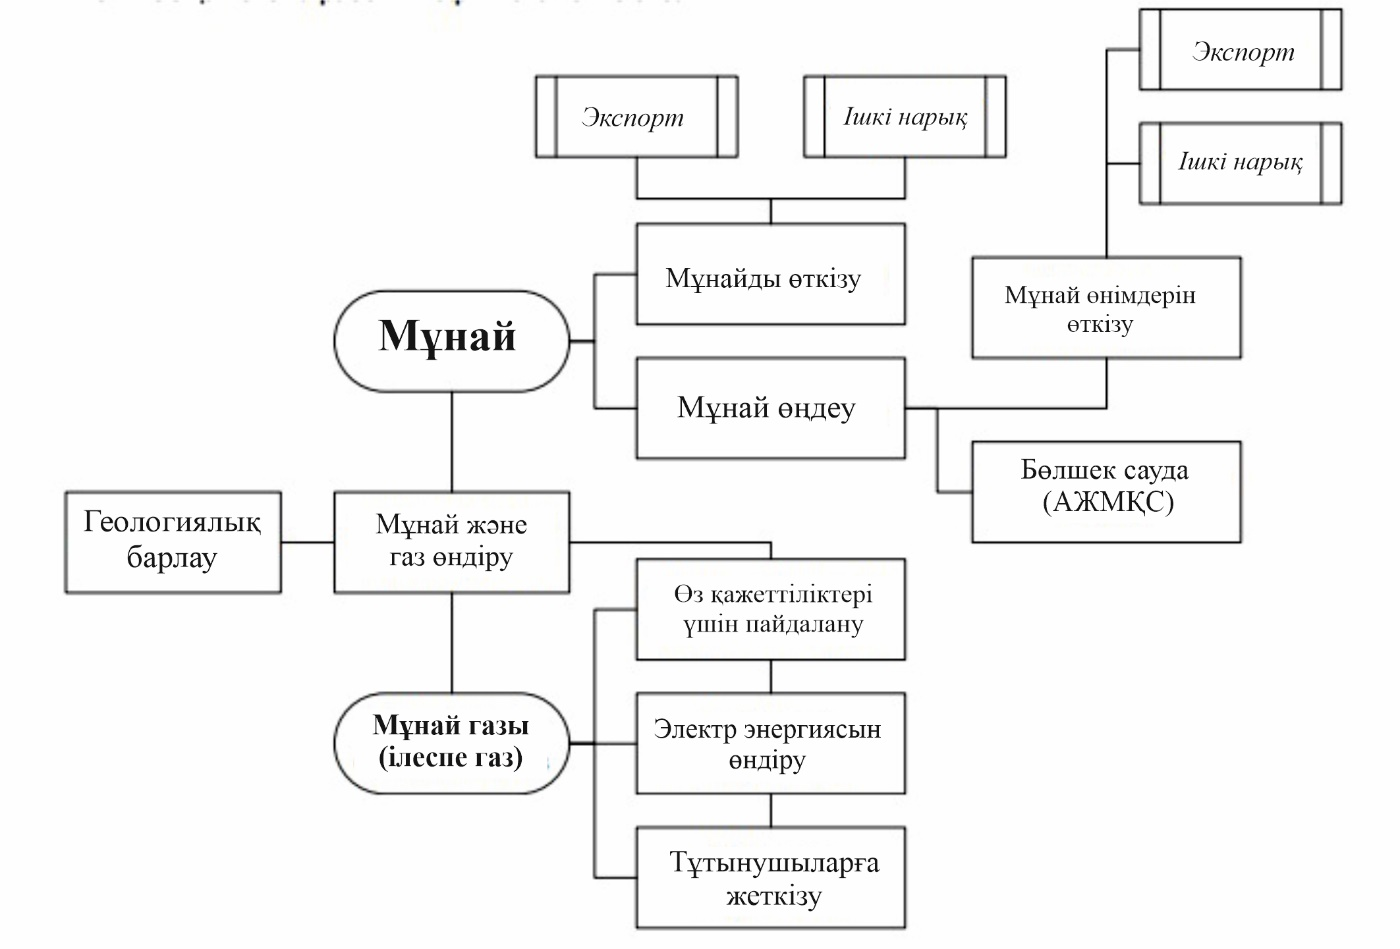 Экспорт
Ішкі нарық
Экспорт
Ішкі нарық
Мұнайды өткізу
Мұнай өнімдерін
өткізу
Мұнай
Мұнай өңдеу
Бөлшек сауда
(АЖМҚС)
Геологиялық
барлау
Мұнай және
газ өндіру
Өз қажеттіліктері
үшін пайдалану
Мұнай газы
(ілеспе газ)
Электр энергиясын
өндіру
Тұтынушыларға
жеткізу